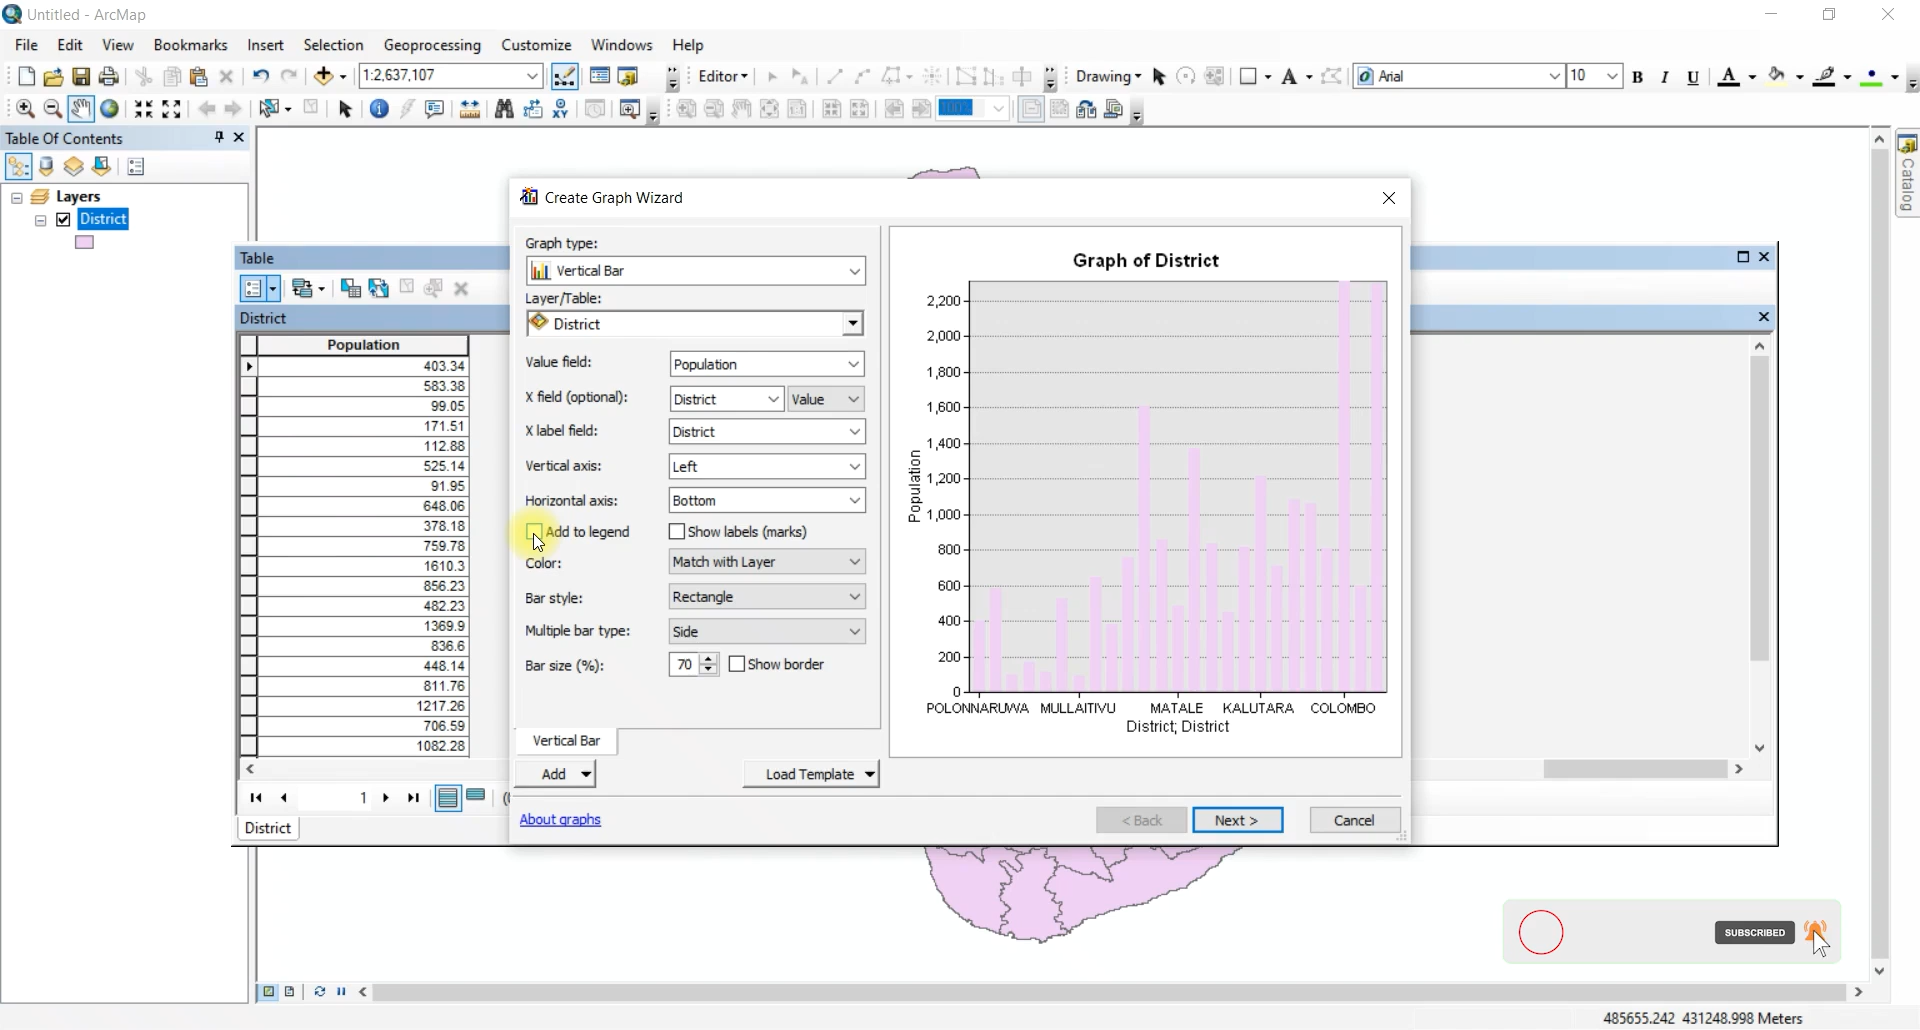 Untitled - ArcMap
File Edit View Bookmarks Insert Selection Geoprocessing Customize Windows Help
1:2,637,107 Editor Drawing Arial 10 B I U A
100%
Table Of Contents
Layers
District
Catalog
Table
District
Population
403.34
583.38
99.05
171.51
112.88
525.14
91.95
648.06
378.18
759.78
1610.3
856.23
482.23
1369.9
836.6
448.14
811.76
1217.26
706.59
1082.28
1
District
Create Graph Wizard
Graph type:
Vertical Bar
Layer/Table:
District
Value field: Population
X field (optional): District Value
X label field: District
Vertical axis: Left
Horizontal axis: Bottom
Add to legend Show labels (marks)
Color: Match with Layer
Bar style: Rectangle
Multiple bar type: Side
Bar size (%): 70 Show border
Vertical Bar
Add Load Template
About graphs
< Back Next > Cancel
Graph of District
2,200
2,000
1,800
1,600
1,400
1,200
1,000
800
600
400
200
0
Population
POLONNARUWA MULLAITIVU MATALE KALUTARA COLOMBO
District; District
SUBSCRIBED
485655.242 431248.998 Meters